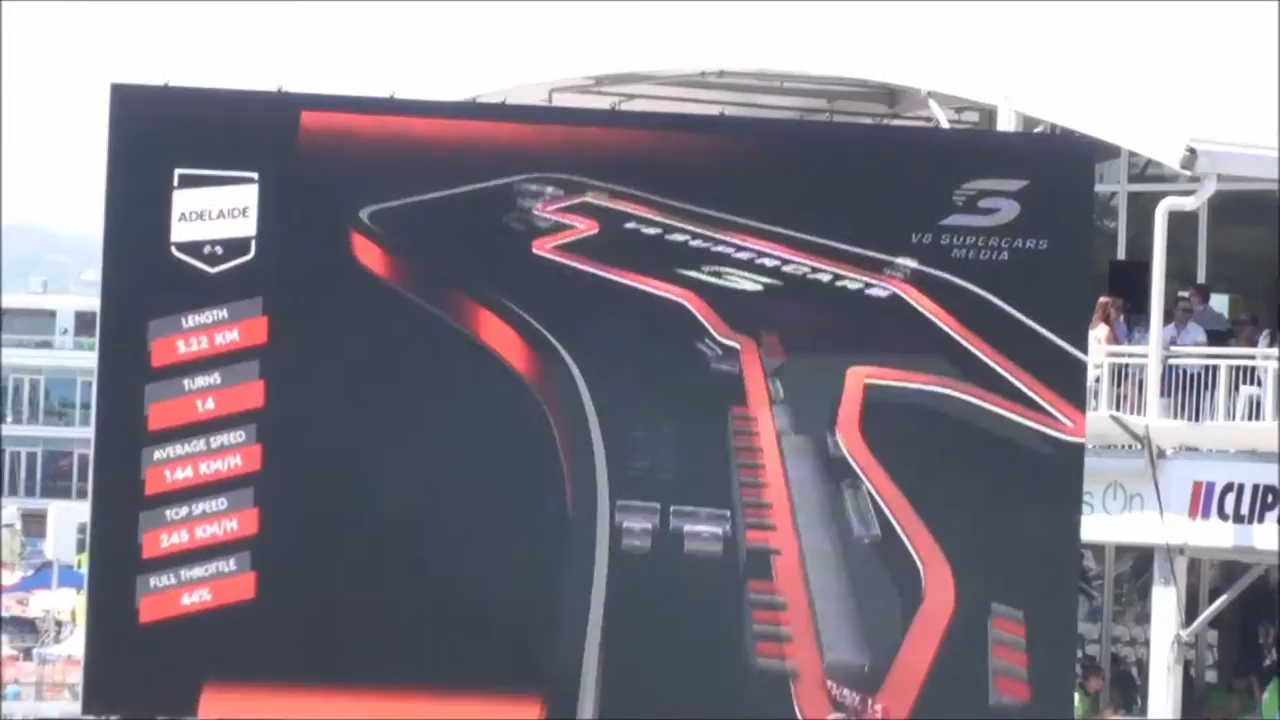 ADELAIDE
LENGTH
3.22 KM
TURNS
14
AVERAGE SPEED
144 KM/H
TOP SPEED
245 KM/H
FULL THROTTLE
44%
V8 SUPERCARS
V8 SUPERCARS
MEDIA
s On
CLIP